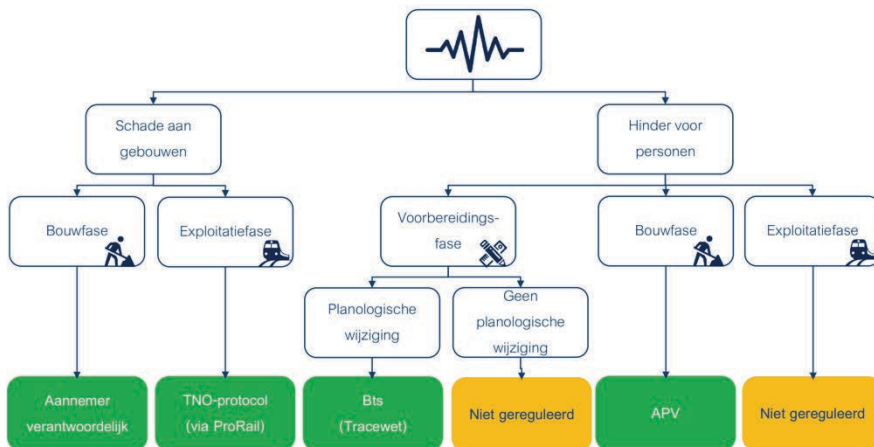 Schade aan
gebouwen
Hinder voor
personen
Bouwfase
Exploitatiefase
Voorbereidings-
fase
Bouwfase
Exploitatiefase
Planologische
wijziging
Geen
planologische
wijziging
Aannemer
verantwoordelijk
TNO-protocol
(via ProRail)
Bts
(Tracewet)
Niet gereguleerd
APV
Niet gereguleerd